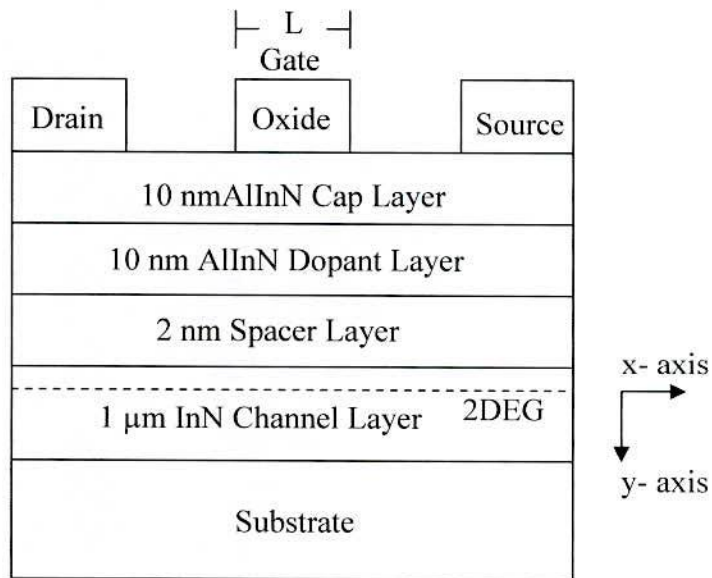 L
Gate
Drain
Oxide
Source
10 nmAlInN Cap Layer
10 nm AlInN Dopant Layer
2 nm Spacer Layer
x- axis
1 μm InN Channel Layer
2DEG
y- axis
Substrate